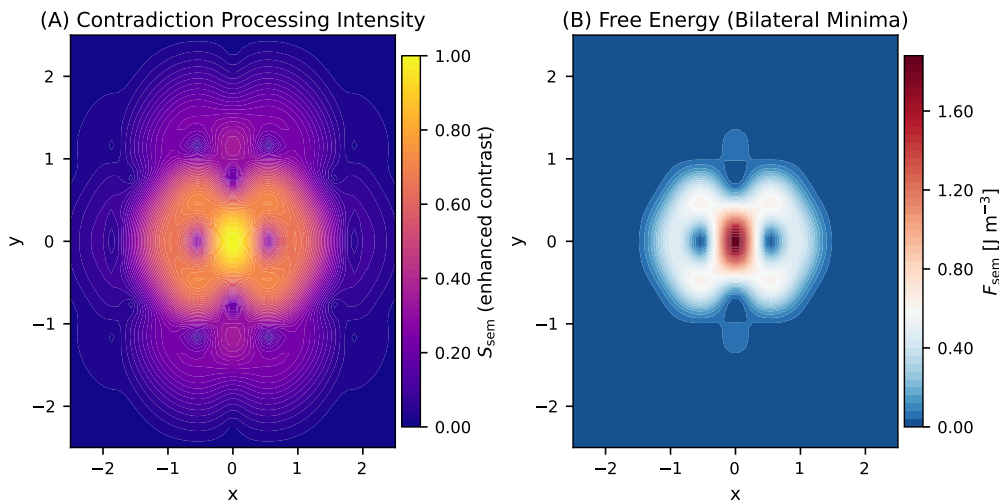 (A) Contradiction Processing Intensity
2
1
0
−1
−2
y
−2 −1 0 1 2
x
1.00
0.80
0.60
0.40
0.20
0.00
S_sem (enhanced contrast)
(B) Free Energy (Bilateral Minima)
2
1
0
−1
−2
y
−2 −1 0 1 2
x
1.60
1.20
0.80
0.40
0.00
F_sem [J m⁻³]